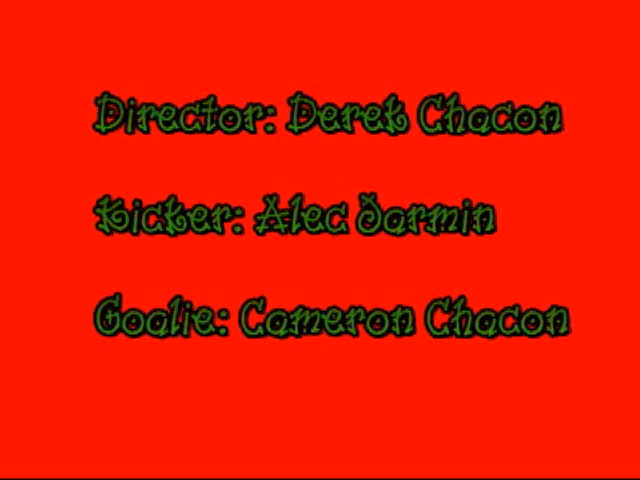 Director: Derek Chacon
Kicker: Alec Jarmin
Goalie: Cameron Chacon